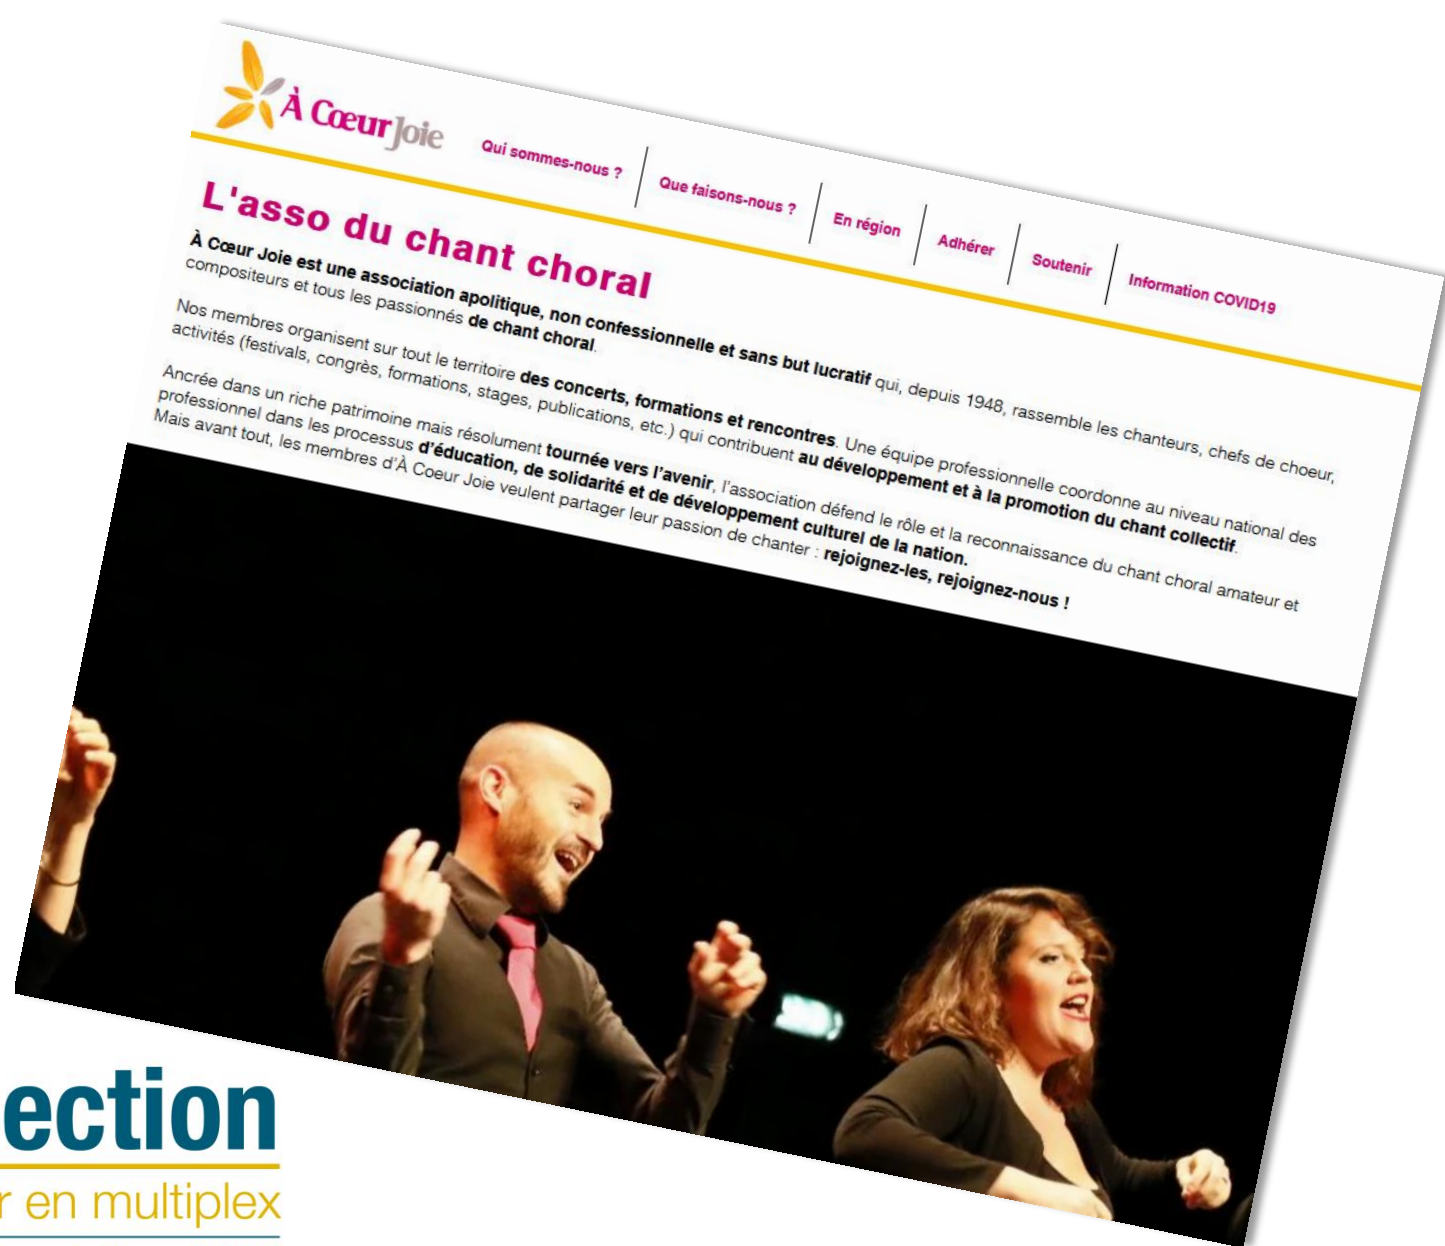 À Cœur Joie
Qui sommes-nous ?
Que faisons-nous ?
En région
Adhérer
Soutenir
Information COVID19
L'asso du chant choral
À Cœur Joie est une association apolitique, non confessionnelle et sans but lucratif qui, depuis 1948, rassemble les chanteurs, chefs de choeur,
compositeurs et tous les passionnés de chant choral.
Nos membres organisent sur tout le territoire des concerts, formations et rencontres. Une équipe professionnelle coordonne au niveau national des
activités (festivals, congrès, formations, stages, publications, etc.) qui contribuent au développement et à la promotion du chant collectif.
Ancrée dans un riche patrimoine mais résolument tournée vers l'avenir, l'association défend le rôle et la reconnaissance du chant choral amateur et
professionnel dans les processus d'éducation, de solidarité et de développement culturel de la nation.
Mais avant tout, les membres d'À Coeur Joie veulent partager leur passion de chanter : rejoignez-les, rejoignez-nous !
ection
r en multiplex